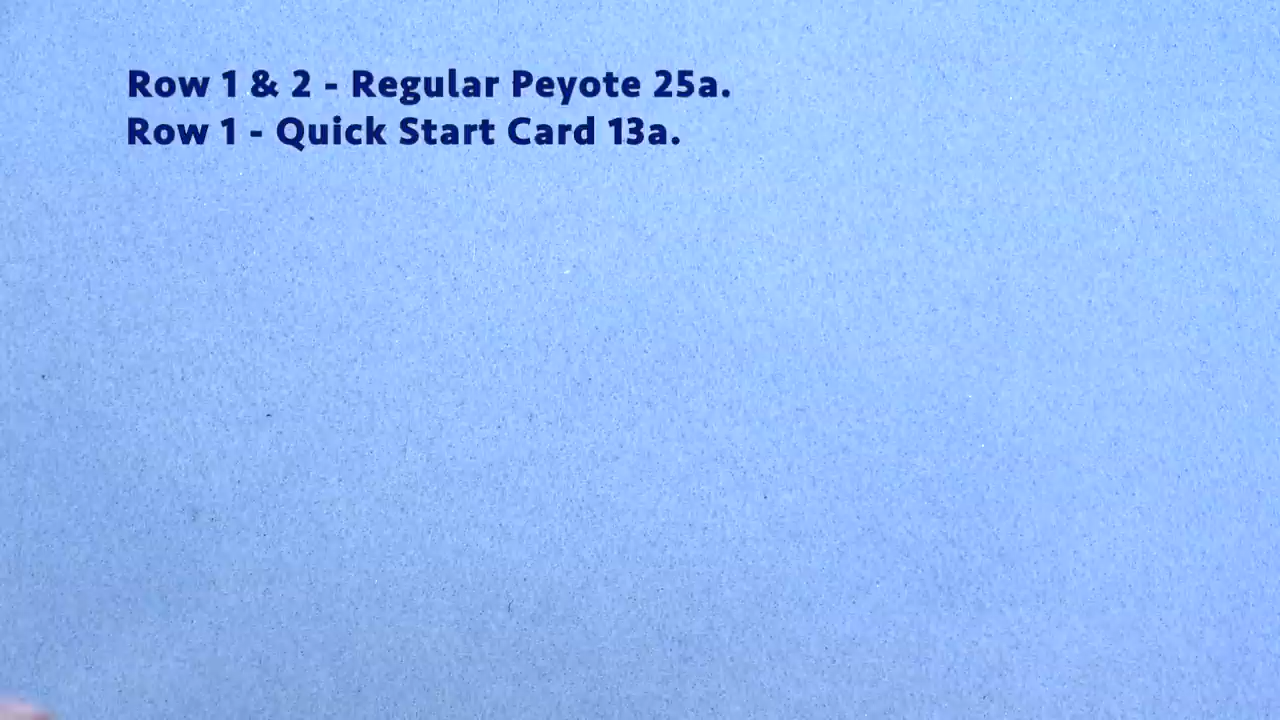 Row 1 & 2 - Regular Peyote 25a.
Row 1 - Quick Start Card 13a.